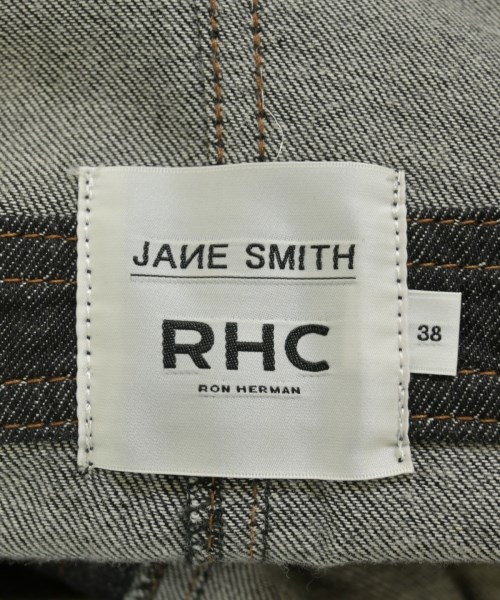 JANE SMITH
RHC
RON HERMAN
38